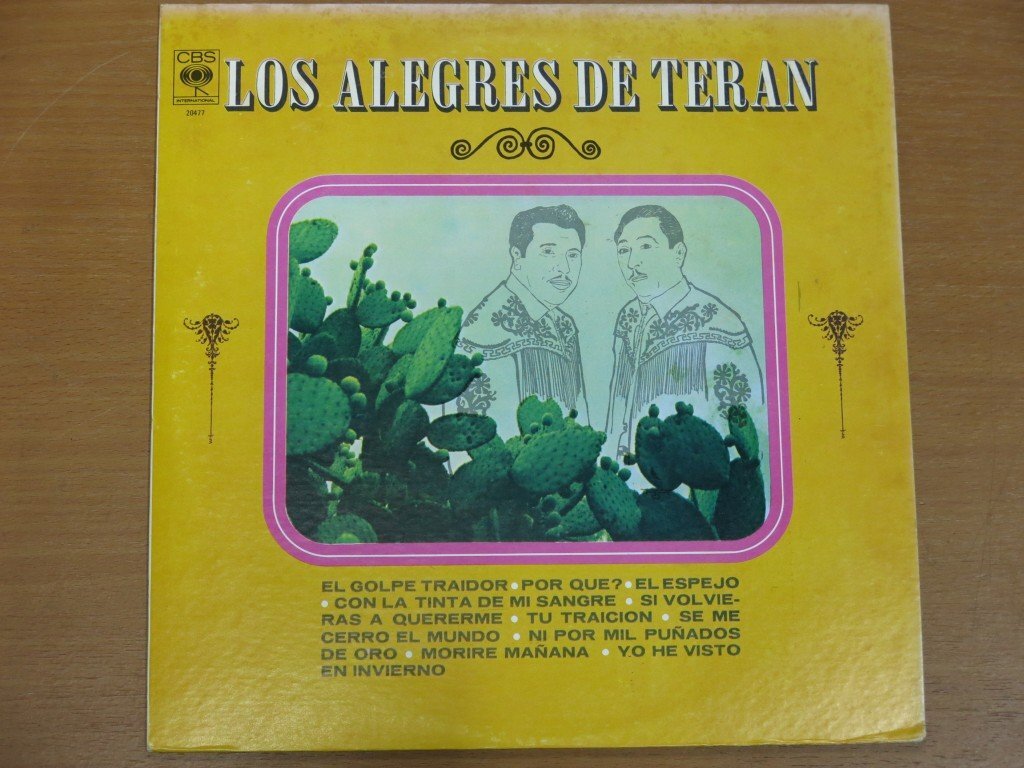 CBS
INTERNATIONAL
20477
LOS ALEGRES DE TERAN
EL GOLPE TRAIDOR • POR QUE? • EL ESPEJO
• CON LA TINTA DE MI SANGRE • SI VOLVIE-
RAS A QUERERME • TU TRAICION • SE ME
CERRO EL MUNDO • NI POR MIL PUÑADOS
DE ORO • MORIRE MAÑANA • YO HE VISTO
EN INVIERNO